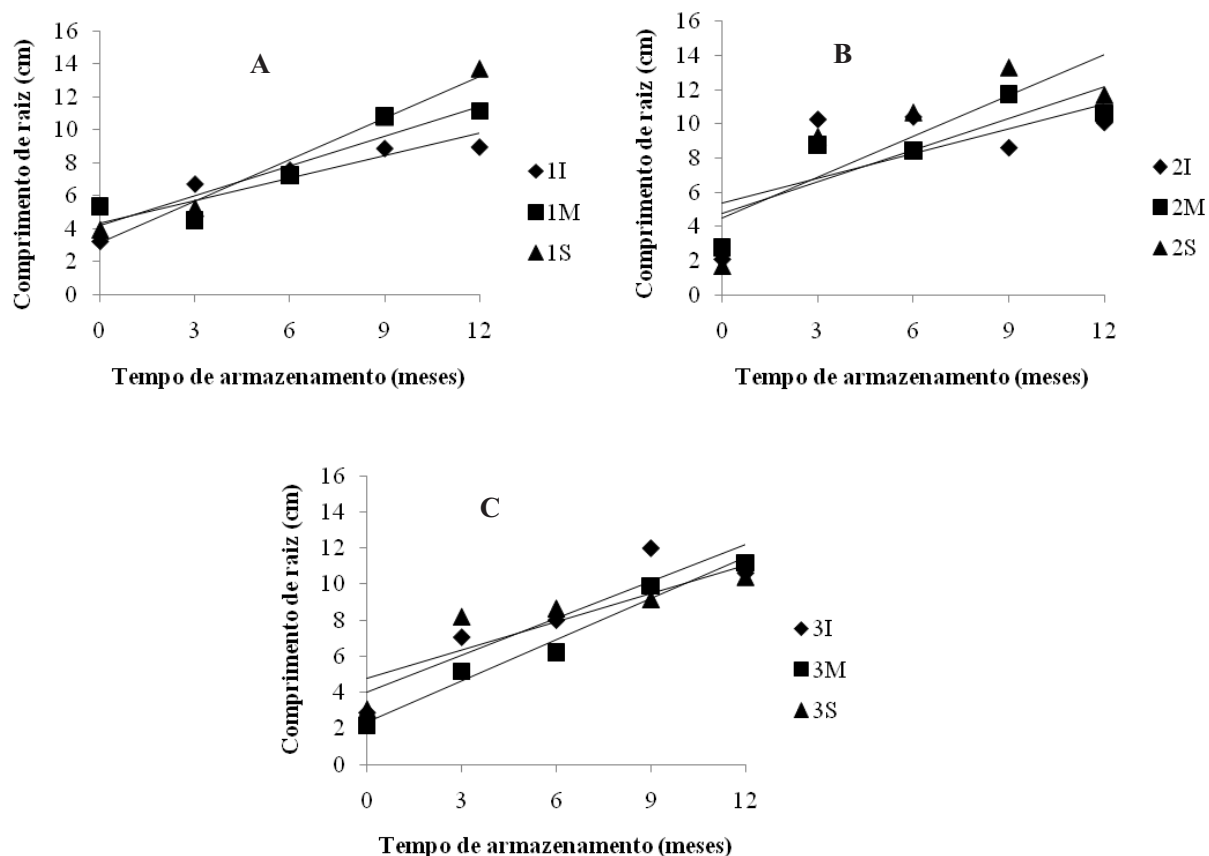 A
Comprimento de raiz (cm)
16
14
12
10
8
6
4
2
0
0 3 6 9 12
Tempo de armazenamento (meses)
1I
1M
1S
B
Comprimento de raiz (cm)
16
14
12
10
8
6
4
2
0
0 3 6 9 12
Tempo de armazenamento (meses)
2I
2M
2S
C
Comprimento de raiz (cm)
16
14
12
10
8
6
4
2
0
0 3 6 9 12
Tempo de armazenamento (meses)
3I
3M
3S